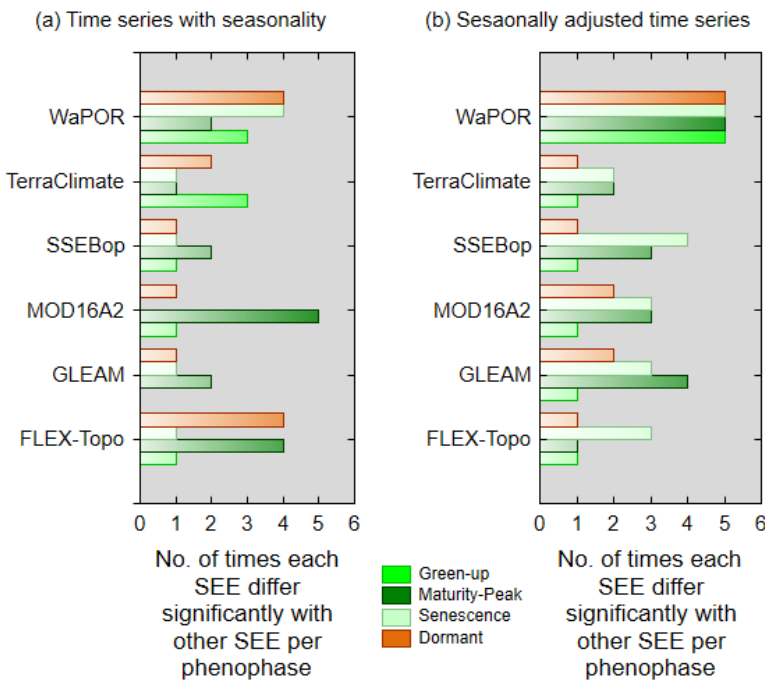 (a) Time series with seasonality
(b) Sesaonally adjusted time series
WaPOR
TerraClimate
SSEBop
MOD16A2
GLEAM
FLEX-Topo
0 1 2 3 4 5 6
No. of times each
SEE differ
significantly with
other SEE per
phenophase
WaPOR
TerraClimate
SSEBop
MOD16A2
GLEAM
FLEX-Topo
0 1 2 3 4 5 6
No. of times each
SEE differ
significantly with
other SEE per
phenophase
Green-up
Maturity-Peak
Senescence
Dormant